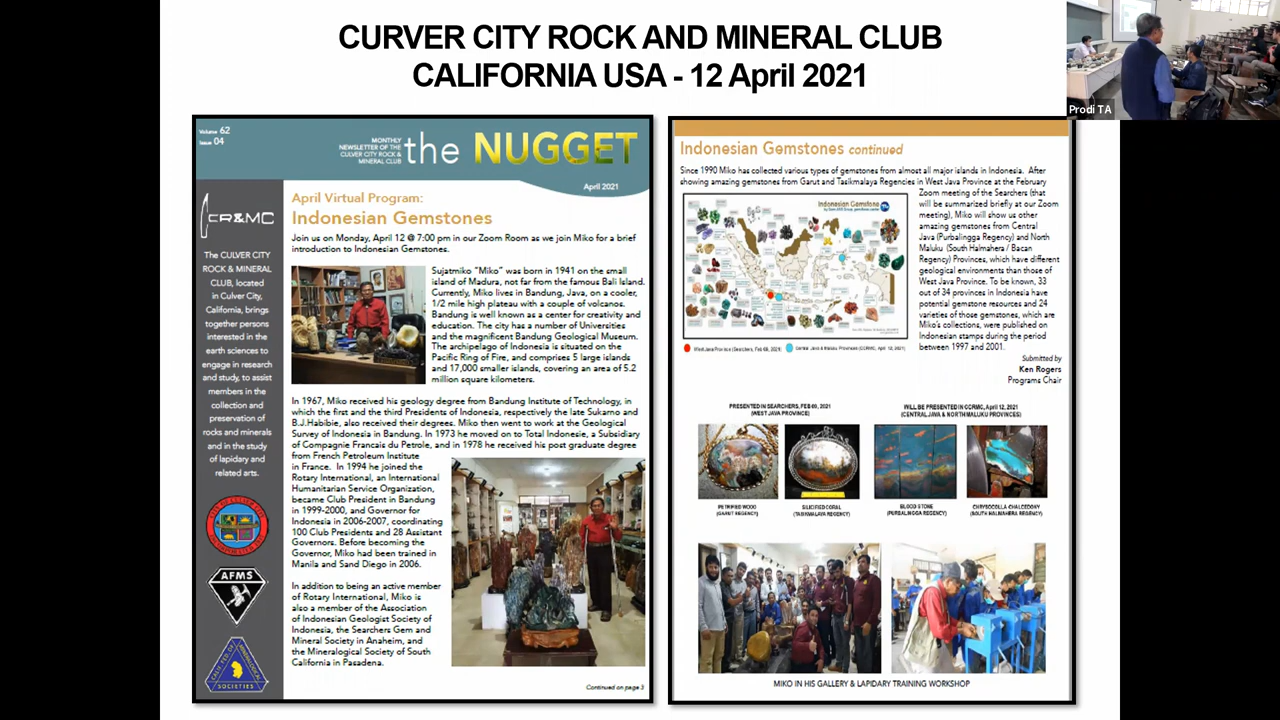 CURVER CITY ROCK AND MINERAL CLUB
CALIFORNIA USA - 12 April 2021
Prodi TA
Volume 62
Issue 04
MONTHLY
NEWSLETTER OF THE
CULVER CITY ROCK &
MINERAL CLUB
the NUGGET
April 2021
CR&MC
The CULVER CITY
ROCK & MINERAL
CLUB, located
in Culver City,
California, brings
together persons
interested in the
earth sciences to
engage in research
and study, to assist
members in the
collection and
preservation of
rocks and minerals
and in the study
of lapidary and
related arts.
AFMS
SOCIETIES
April Virtual Program:
Indonesian Gemstones
Join us on Monday, April 12 @ 7:00 pm in our Zoom Room as we join Miko for a brief
introduction to Indonesian Gemstones.
Sujatmiko "Miko" was born in 1941 on the small
island of Madura, not far from the famous Bali Island.
Currently, Miko lives in Bandung, Java, on a cooler,
1/2 mile high plateau with a couple of volcanos.
Bandung is well known as a center for creativity and
education. The city has a number of Universities
and the magnificent Bandung Geological Museum.
The archipelago of Indonesia is situated on the
Pacific Ring of Fire, and comprises 5 large islands
and 17,000 smaller islands, covering an area of 5.2
million square kilometers.
In 1967, Miko received his geology degree from Bandung Institute of Technology, in
which the first and the third Presidents of Indonesia, respectively the late Sukarno and
B.J.Habibie, also received their degrees. Miko then went to work at the Geological
Survey of Indonesia in Bandung. In 1973 he moved on to Total Indonesie, a Subsidiary
of Compagnie Francais du Petrole, and in 1978 he received his post graduate degree
from French Petroleum Institute
in France. In 1994 he joined the
Rotary International, an International
Humanitarian Service Organization,
became Club President in Bandung
in 1999-2000, and Governor for
Indonesia in 2006-2007, coordinating
100 Club Presidents and 28 Assistant
Governors. Before becoming the
Governor, Miko had been trained in
Manila and Sand Diego in 2006.
In addition to being an active member
of Rotary International, Miko is
also a member of the Association
of Indonesian Geologist Society of
Indonesia, the Searchers Gem and
Mineral Society in Anaheim, and
the Mineralogical Society of South
California in Pasadena.
Continued on page 3
Indonesian Gemstones continued
Since 1990 Miko has collected various types of gemstones from almost all major islands in Indonesia. After
showing amazing gemstones from Garut and Tasikmalaya Regencies in West Java Province at the February
Zoom meeting of the Searchers (that
will be summarized briefly at our Zoom
meeting), Miko will show us other
amazing gemstones from Central
Java (Purbalingga Regency) and North
Maluku (South Halmahera / Bacan
Regency) Provinces, which have different
geological environments than those of
West Java Province. To be known, 33
out of 34 provinces in Indonesia have
potential gemstone resources and 24
varieties of those gemstones, which are
Miko's collections, were published on
Indonesian stamps during the period
between 1997 and 2001.
Submitted by
Ken Rogers
Programs Chair
Indonesian Gemstone
West Java Province (Searchers, Feb 09, 2021)
Central Java & Maluku Provinces (CCRMC, April 12, 2021)
PRESENTED IN SEARCHERS, FEB 09, 2021
(WEST JAVA PROVINCE)
WILL BE PRESENTED IN CCRMC, April 12, 2021
(CENTRAL JAVA & NORTH MALUKU PROVINCES)
PETRIFIED WOOD
(GARUT REGENCY)
SILICIFIED CORAL
(TASIKMALAYA REGENCY)
BLOOD STONE
(PURBALINGGA REGENCY)
CHRYSOCOLLA CHALCEDONY
(SOUTH HALMAHERA REGENCY)
MIKO IN HIS GALLERY & LAPIDARY TRAINING WORKSHOP